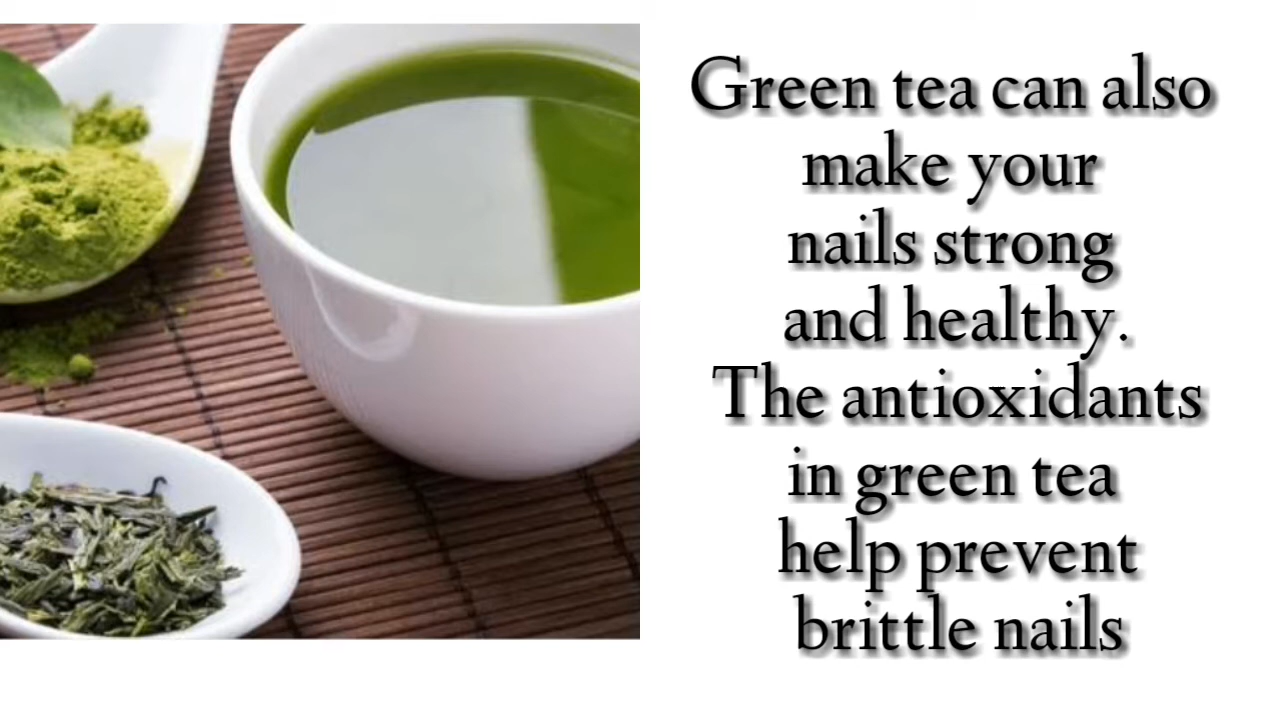 Green tea can also
make your
nails strong
and healthy.
The antioxidants
in green tea
help prevent
brittle nails